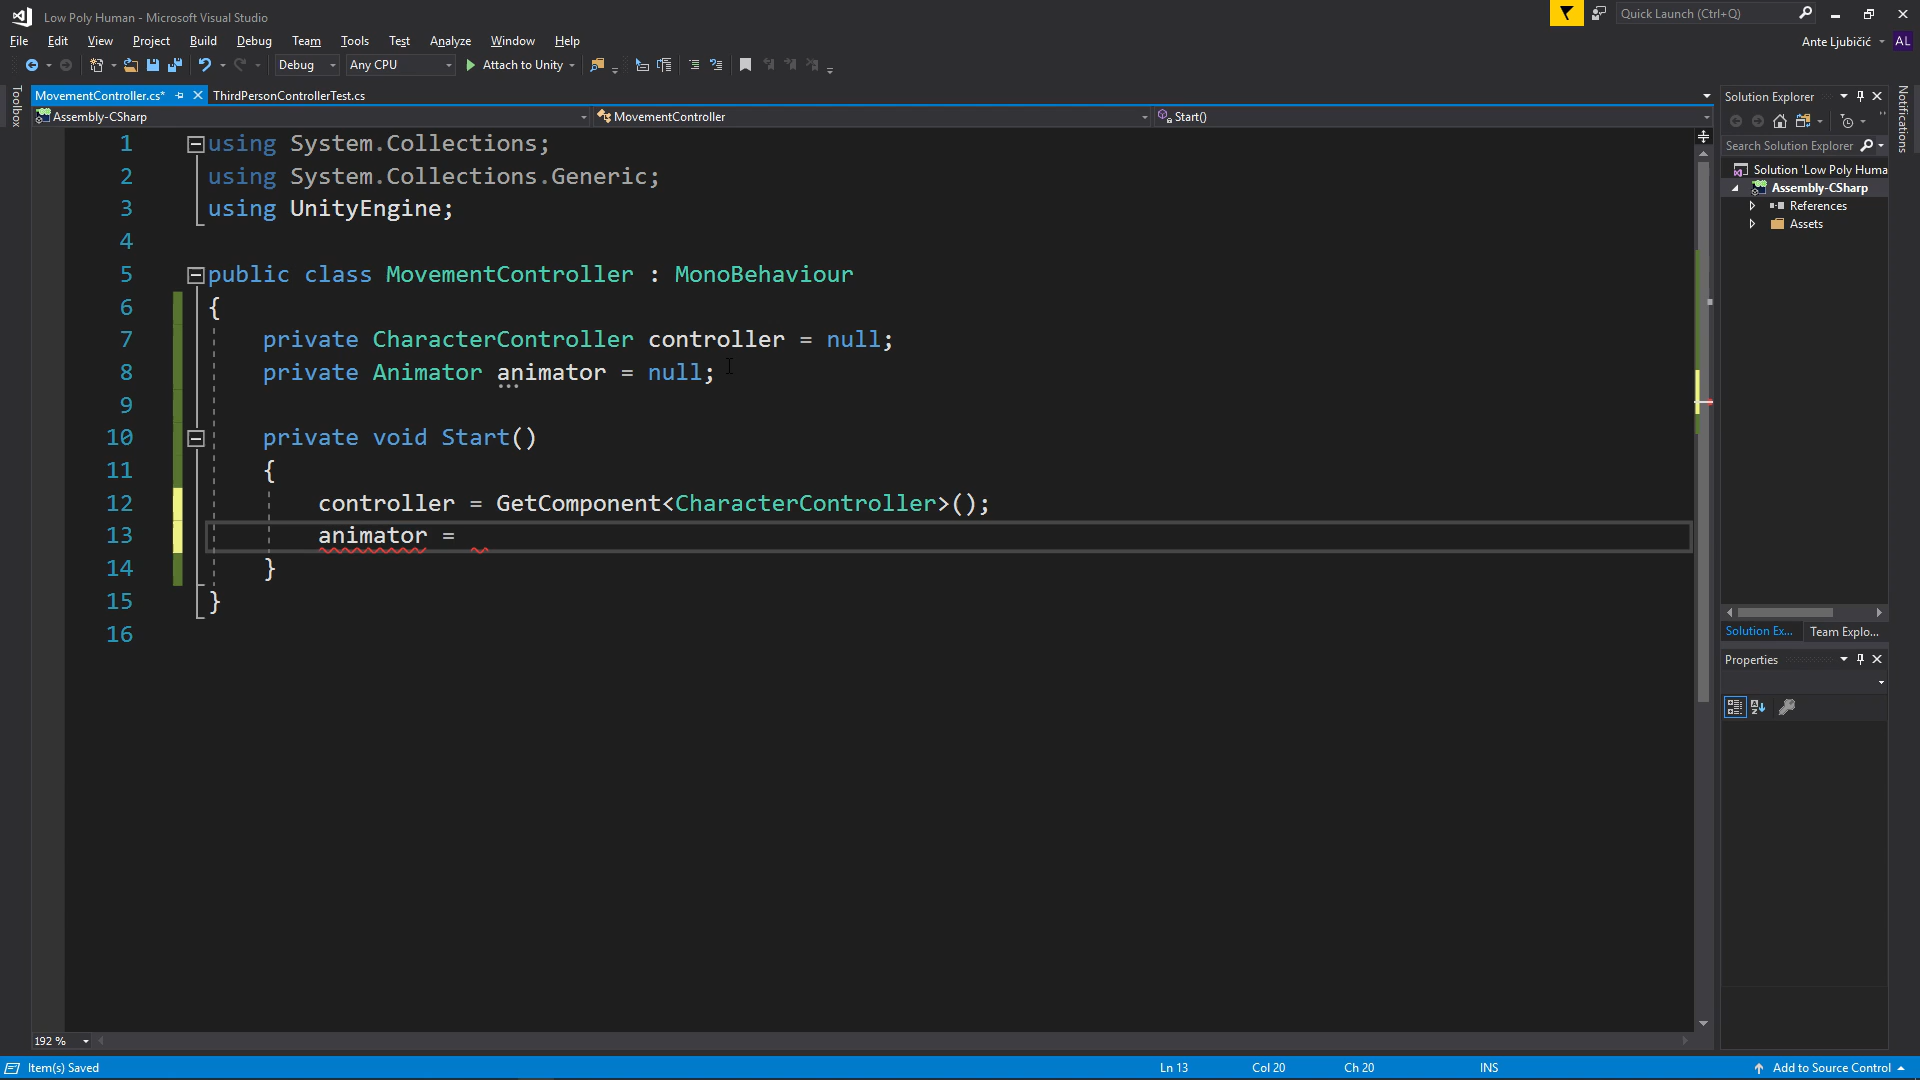 Low Poly Human - Microsoft Visual Studio
Quick Launch (Ctrl+Q)
File Edit View Project Build Debug Team Tools Test Analyze Window Help
Ante Ljubičić AL
Debug Any CPU Attach to Unity
Toolbox
MovementController.cs* ThirdPersonControllerTest.cs
Assembly-CSharp MovementController Start()
1 using System.Collections;
2 using System.Collections.Generic;
3 using UnityEngine;
4
5 public class MovementController : MonoBehaviour
6 {
7 private CharacterController controller = null;
8 private Animator animator = null;
9
10 private void Start()
11 {
12 controller = GetComponent<CharacterController>();
13 animator =
14 }
15 }
16
192 %
Solution Explorer
Search Solution Explorer
Solution 'Low Poly Huma
Assembly-CSharp
References
Assets
Solution Ex... Team Explo...
Properties
Notifications
Item(s) Saved Ln 13 Col 20 Ch 20 INS Add to Source Control